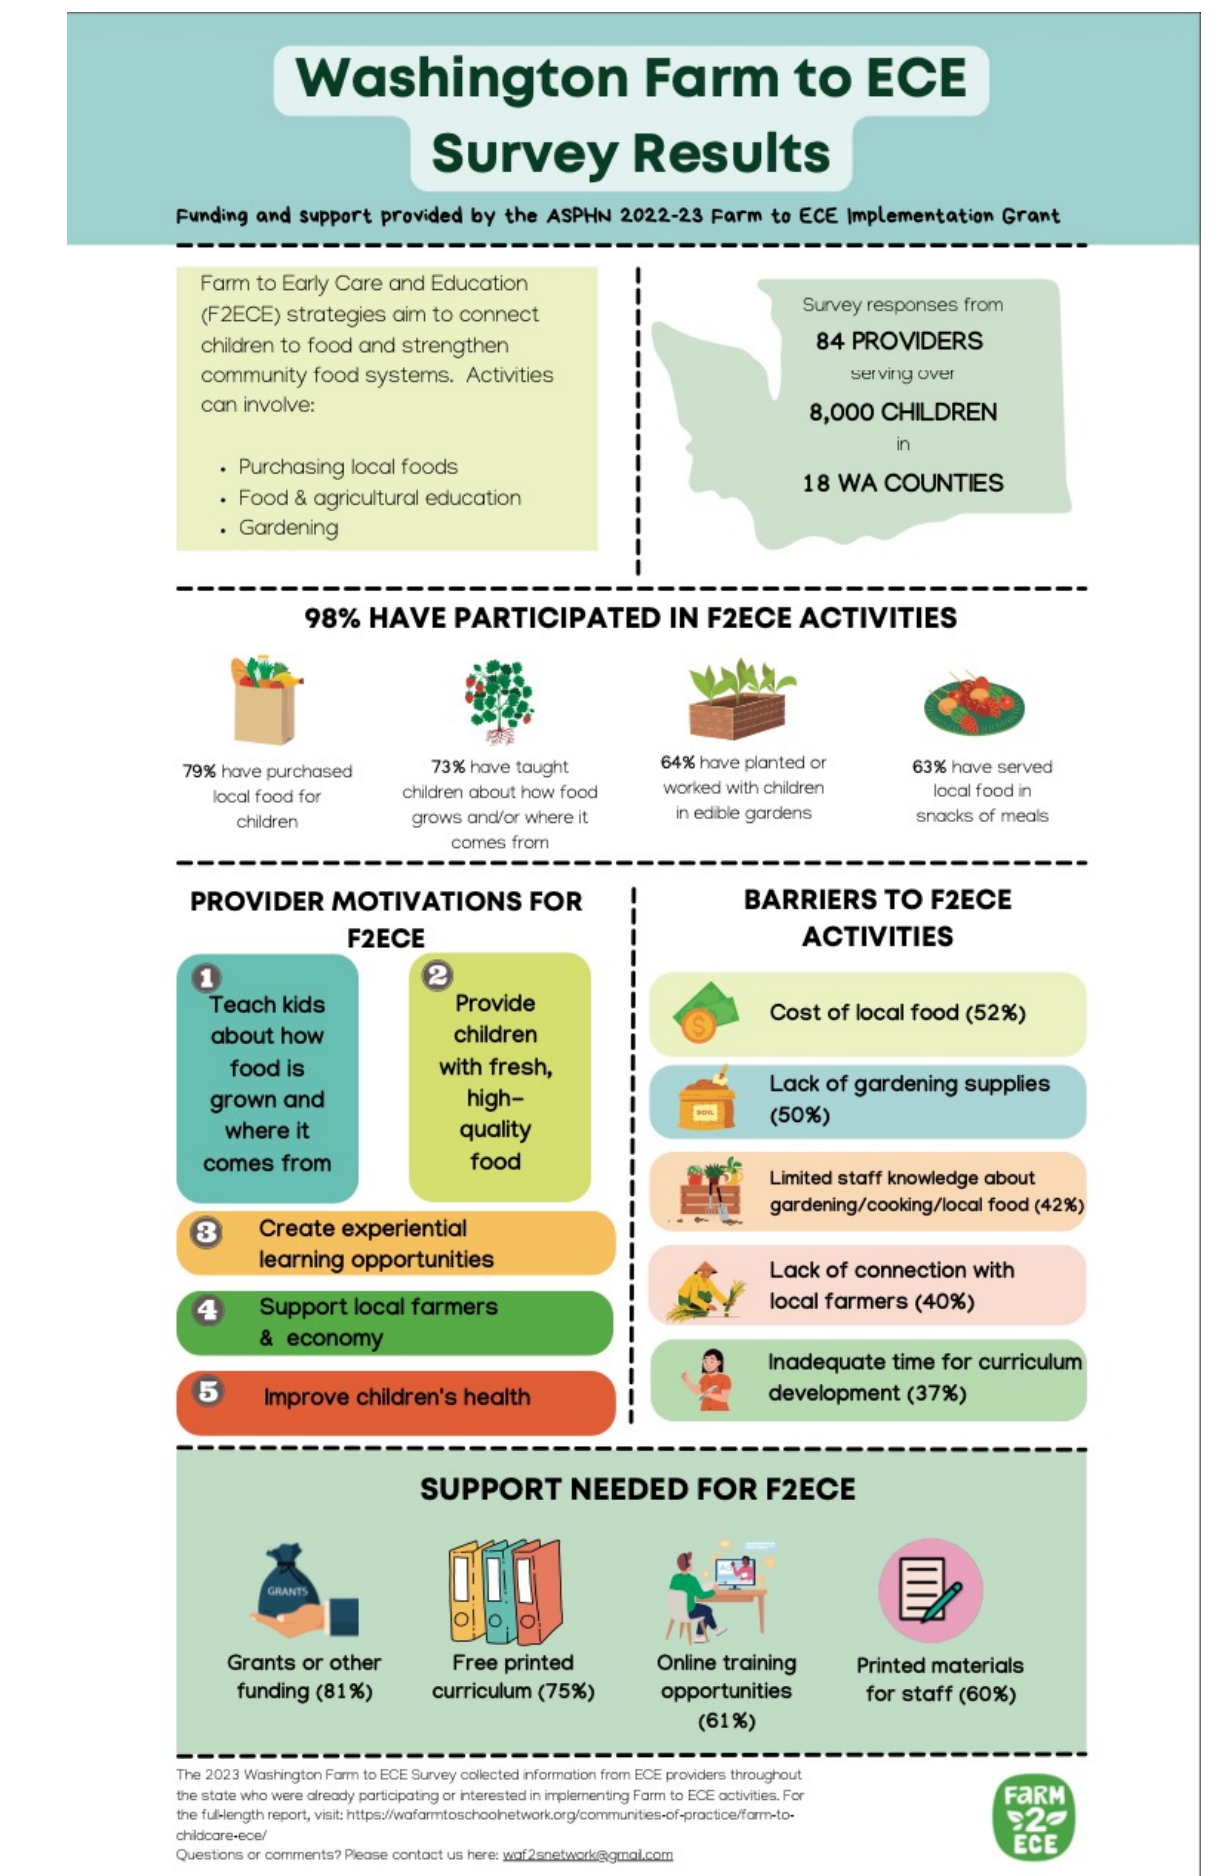 Washington Farm to ECE
Survey Results
Funding and support provided by the ASPHN 2022-23 Farm to ECE Implementation Grant
Farm to Early Care and Education
(F2ECE) strategies aim to connect
children to food and strengthen
community food systems. Activities
can involve:
• Purchasing local foods
• Food & agricultural education
• Gardening
Survey responses from
84 PROVIDERS
serving over
8,000 CHILDREN
in
18 WA COUNTIES
98% HAVE PARTICIPATED IN F2ECE ACTIVITIES
79% have purchased
local food for
children
73% have taught
children about how food
grows and/or where it
comes from
64% have planted or
worked with children
in edible gardens
63% have served
local food in
snacks of meals
PROVIDER MOTIVATIONS FOR
F2ECE
1
Teach kids
about how
food is
grown and
where it
comes from
2
Provide
children
with fresh,
high-
quality
food
3
Create experiential
learning opportunities
4
Support local farmers
& economy
5
Improve children's health
BARRIERS TO F2ECE
ACTIVITIES
Cost of local food (52%)
SOIL
Lack of gardening supplies
(50%)
Limited staff knowledge about
gardening/cooking/local food (42%)
Lack of connection with
local farmers (40%)
Inadequate time for curriculum
development (37%)
SUPPORT NEEDED FOR F2ECE
GRANTS
Grants or other
funding (81%)
Free printed
curriculum (75%)
Online training
opportunities
(61%)
Printed materials
for staff (60%)
The 2023 Washington Farm to ECE Survey collected information from ECE providers throughout
the state who were already participating or interested in implementing Farm to ECE activities. For
the full-length report, visit: https://wafarmtoschoolnetwork.org/communities-of-practice/farm-to-
childcare-ece/
Questions or comments? Please contact us here: waf2snetwork@gmail.com
FARM
2
ECE